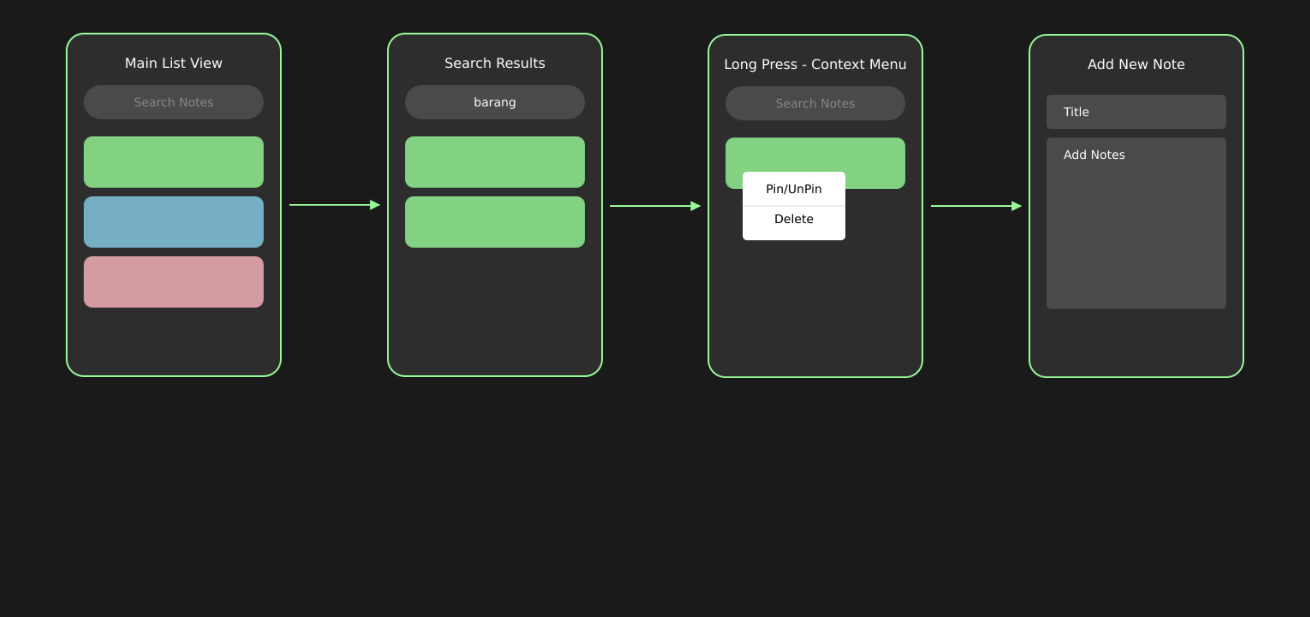 Main List View
Search Notes
Search Results
barang
Long Press - Context Menu
Search Notes
Pin/UnPin
Delete
Add New Note
Title
Add Notes